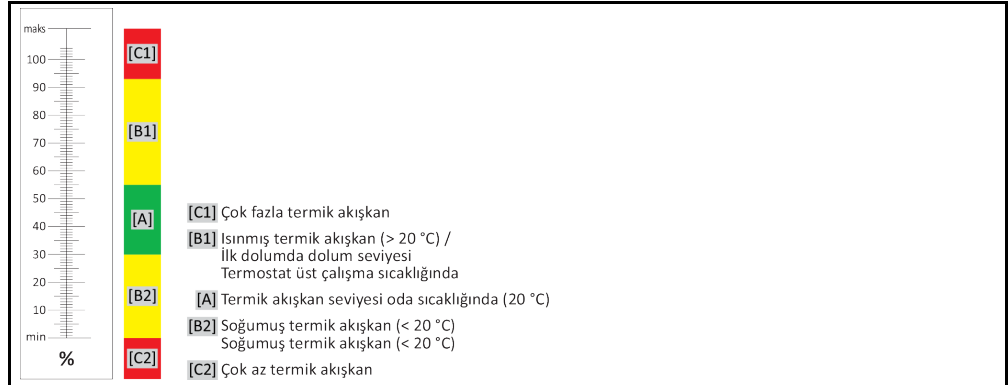 maks
100
90
80
70
60
50
40
30
20
10
min
%
[C1]
[B1]
[A]
[B2]
[C2]
[C1] Çok fazla termik akışkan
[B1] Isınmış termik akışkan (> 20 °C) /
İlk dolumda dolum seviyesi
Termostat üst çalışma sıcaklığında
[A] Termik akışkan seviyesi oda sıcaklığında (20 °C)
[B2] Soğumuş termik akışkan (< 20 °C)
Soğumuş termik akışkan (< 20 °C)
[C2] Çok az termik akışkan